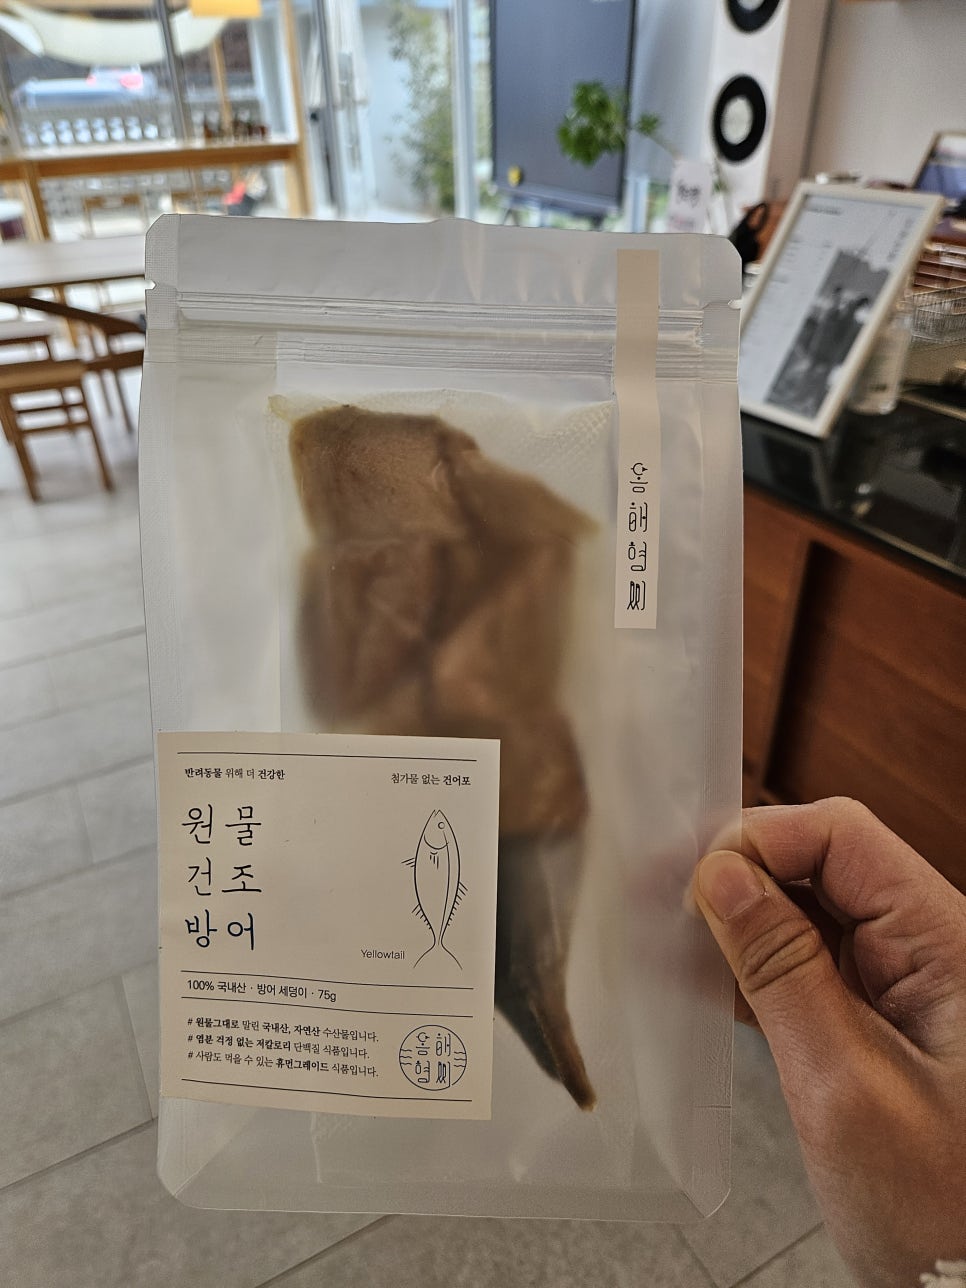 용
해
형
씨
반려동물 위해 더 건강한
첨가물 없는 건어포
원물
건조
방어
Yellowtail
100% 국내산 · 방어 세덩이 · 75g
# 원물그대로 말린 국내산, 자연산 수산물입니다.
# 염분 걱정 없는 저칼로리 단백질 식품입니다.
# 사람도 먹을 수 있는 휴먼그레이드 식품입니다.
용해
형씨